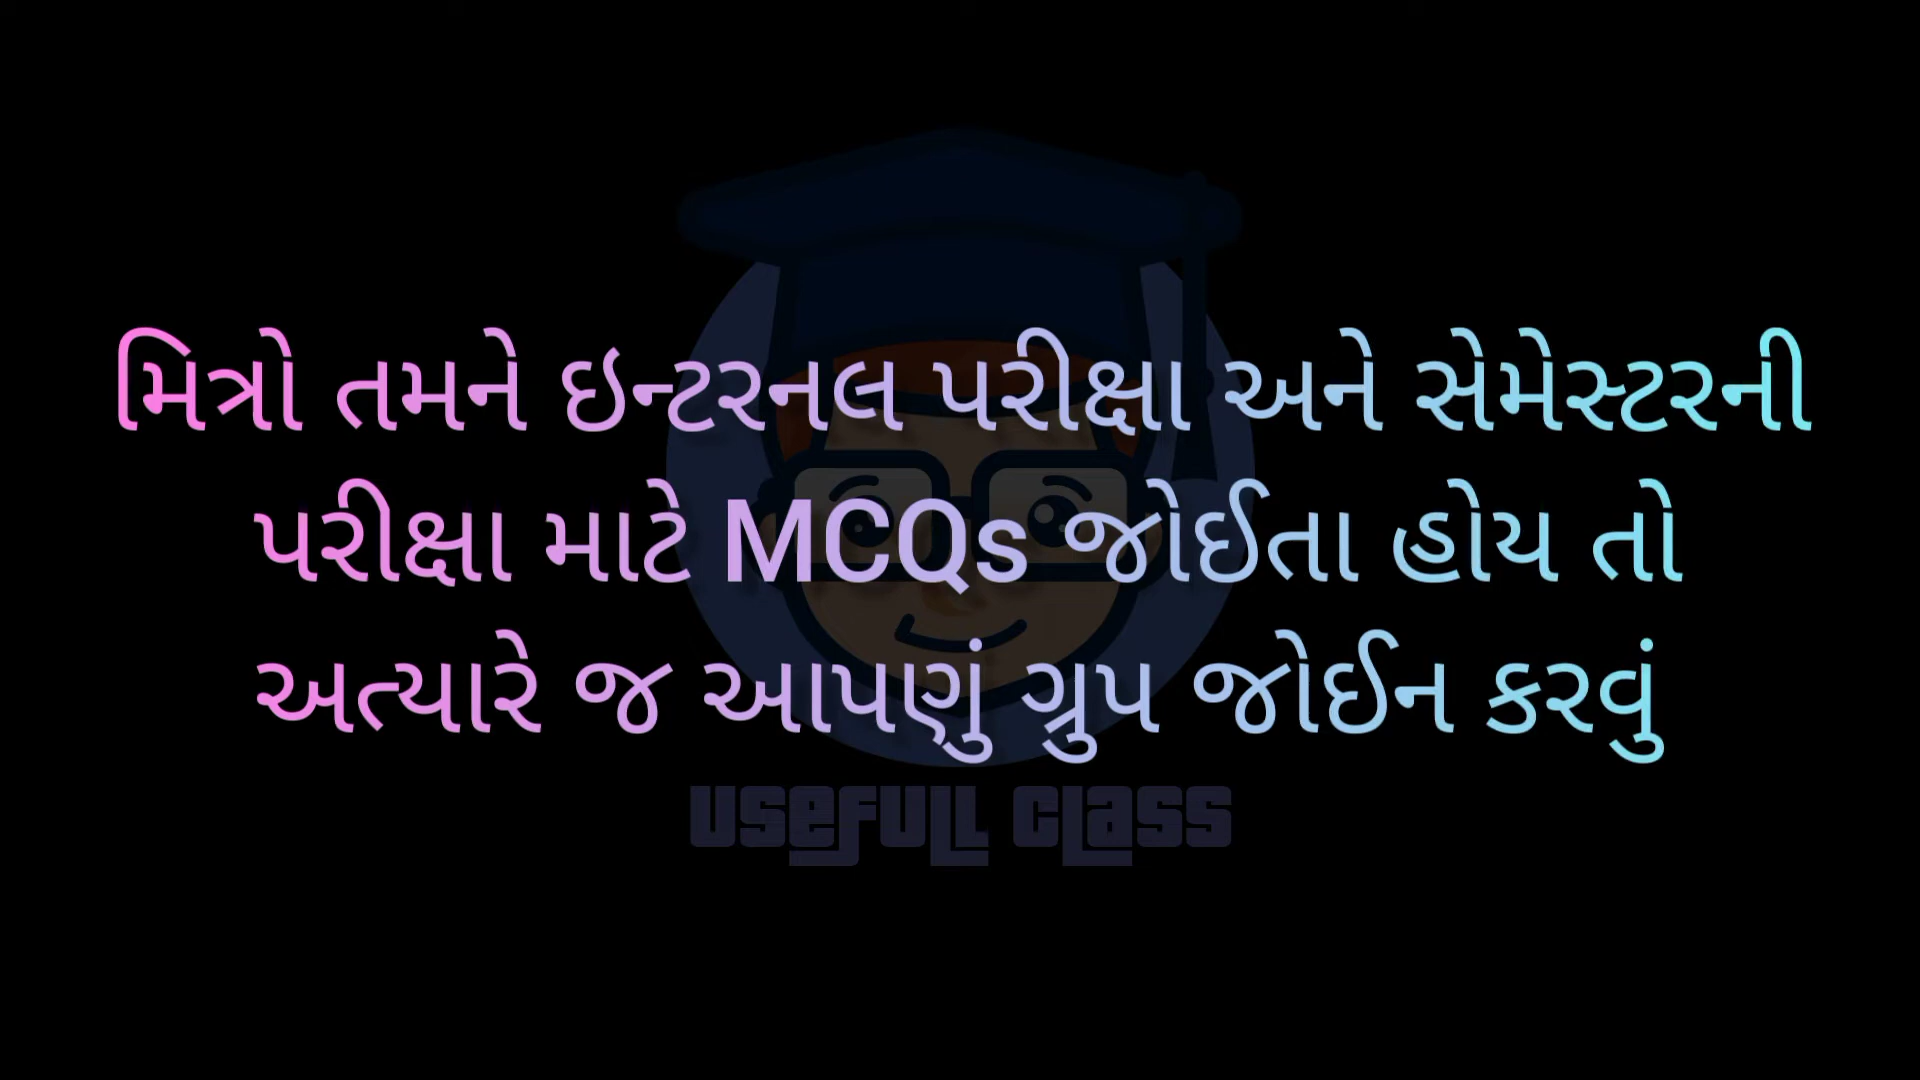 મિત્રો તમને ઇન્ટરનલ પરીક્ષા અને સેમેસ્ટરની
પરીક્ષા માટે MCQs જોઈતા હોય તો
અત્યારે જ આપણું ગ્રુપ જોઈન કરવું
USEFULL CLASS